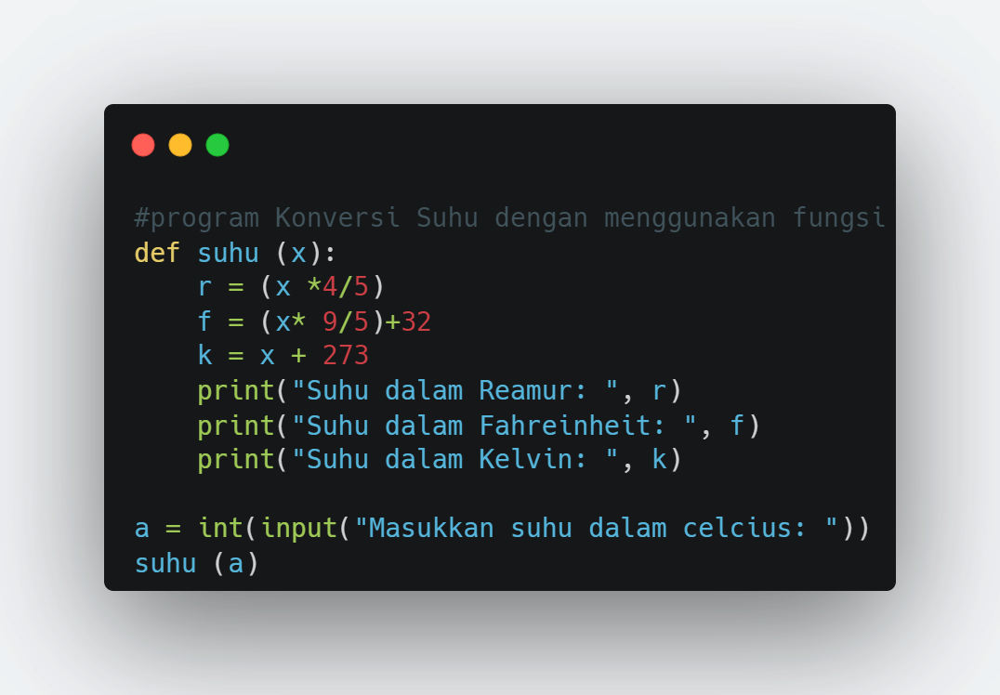 #program Konversi Suhu dengan menggunakan fungsi
def suhu (x):
    r = (x *4/5)
    f = (x* 9/5)+32
    k = x + 273
    print("Suhu dalam Reamur: ", r)
    print("Suhu dalam Fahreinheit: ", f)
    print("Suhu dalam Kelvin: ", k)

a = int(input("Masukkan suhu dalam celcius: "))
suhu (a)